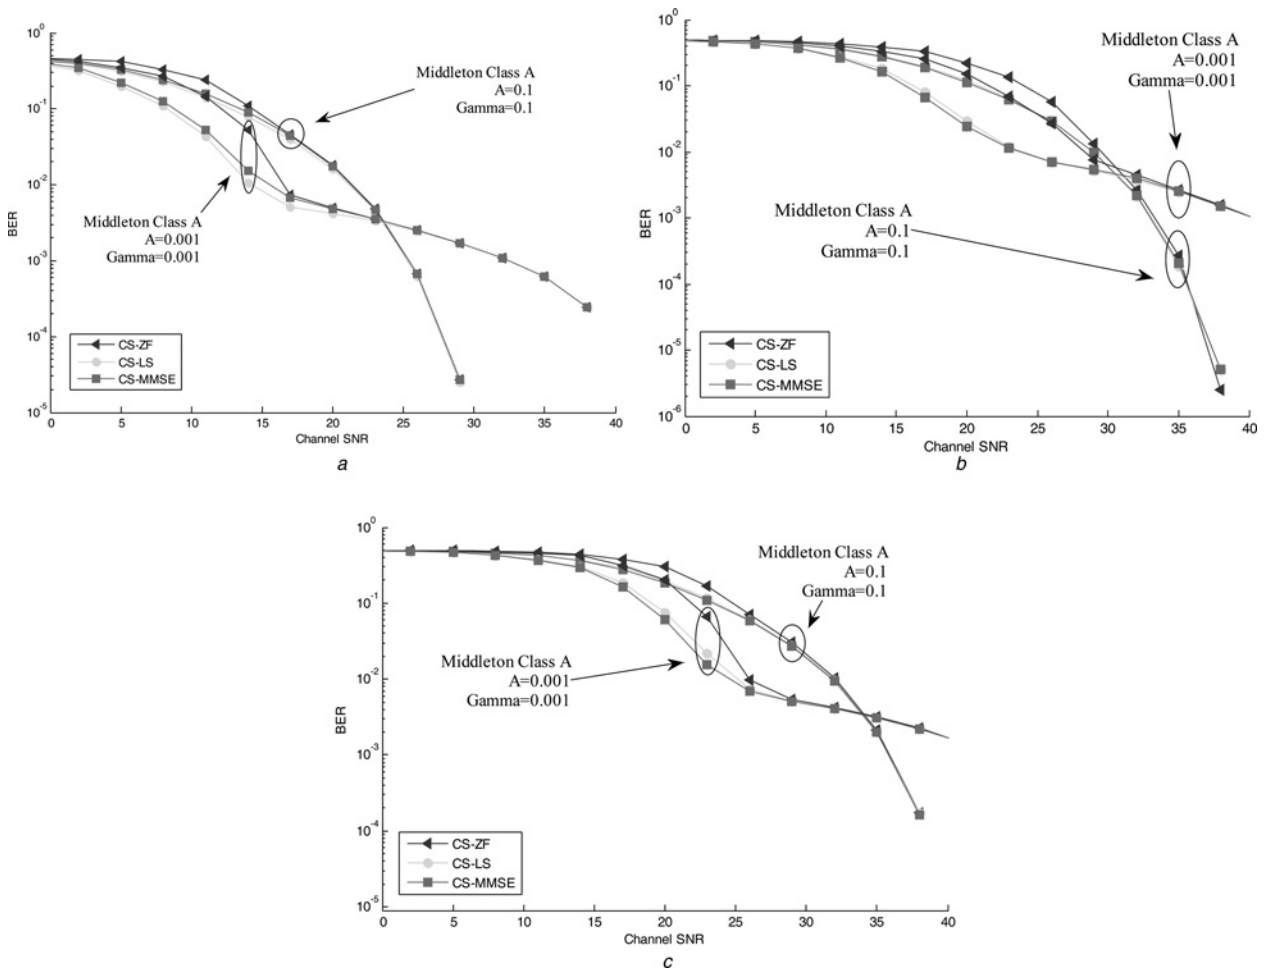 10^0
10^-1
10^-2
10^-3
10^-4
10^-5
BER
0 5 10 15 20 25 30 35 40
Channel SNR
Middleton Class A
A=0.1
Gamma=0.1
Middleton Class A
A=0.001
Gamma=0.001
CS-ZF
CS-LS
CS-MMSE
a
10^0
10^-1
10^-2
10^-3
10^-4
10^-5
10^-6
BER
0 5 10 15 20 25 30 35 40
Channel SNR
Middleton Class A
A=0.001
Gamma=0.001
Middleton Class A
A=0.1
Gamma=0.1
CS-ZF
CS-LS
CS-MMSE
b
10^0
10^-1
10^-2
10^-3
10^-4
10^-5
BER
0 5 10 15 20 25 30 35 40
Channel SNR
Middleton Class A
A=0.1
Gamma=0.1
Middleton Class A
A=0.001
Gamma=0.001
CS-ZF
CS-LS
CS-MMSE
c